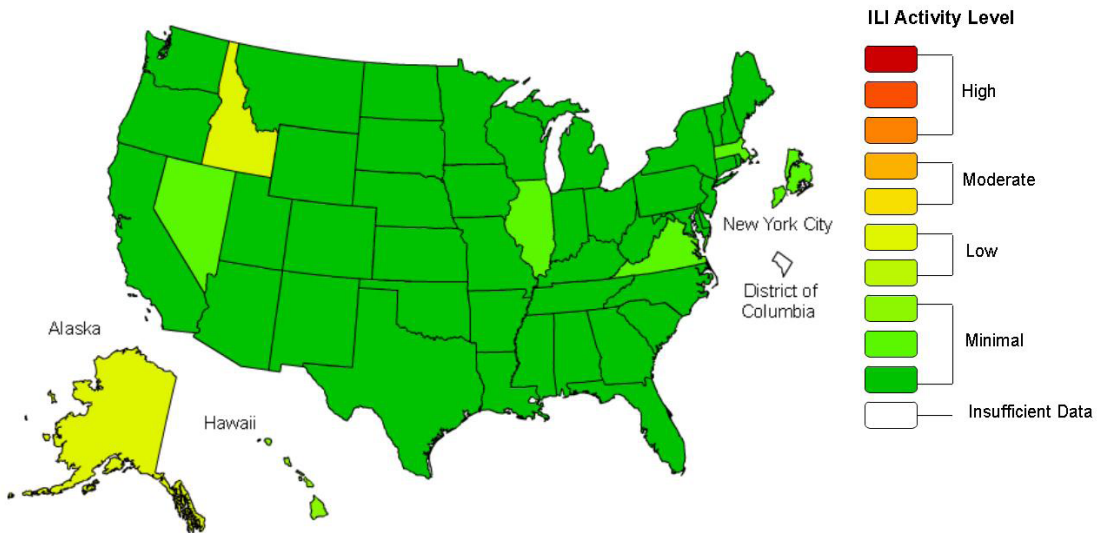 ILI Activity Level
High
Moderate
Low
Minimal
Insufficient Data
New York City
District of
Columbia
Alaska
Hawaii